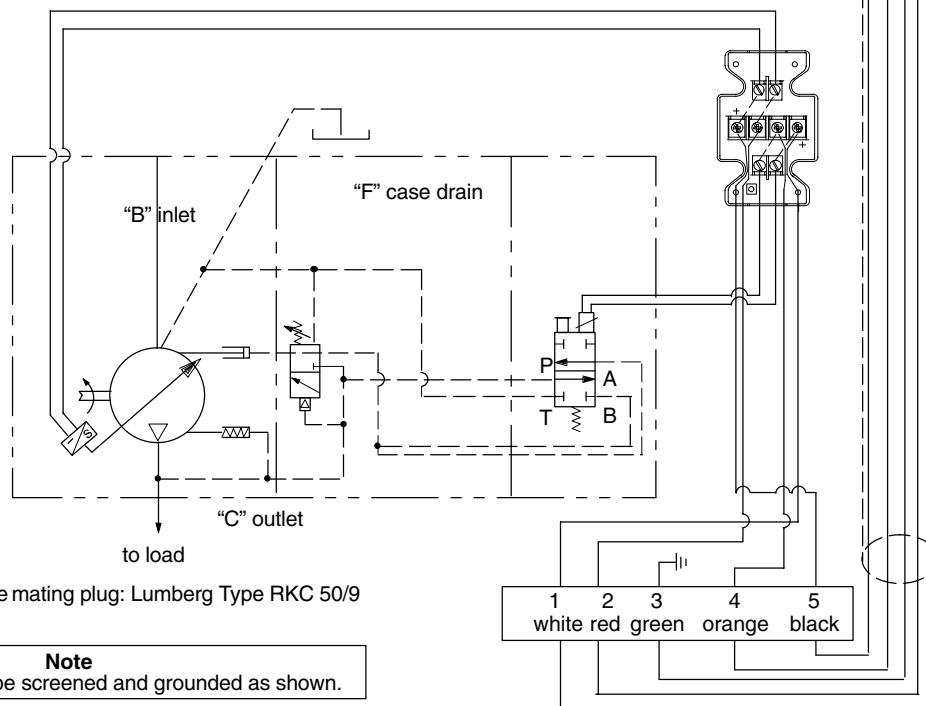 +
+
"F" case drain
"B" inlet
P
A
T
B
S
"C" outlet
to load
e mating plug: Lumberg Type RKC 50/9
1 2 3 4 5
white red green orange black
Note
be screened and grounded as shown.